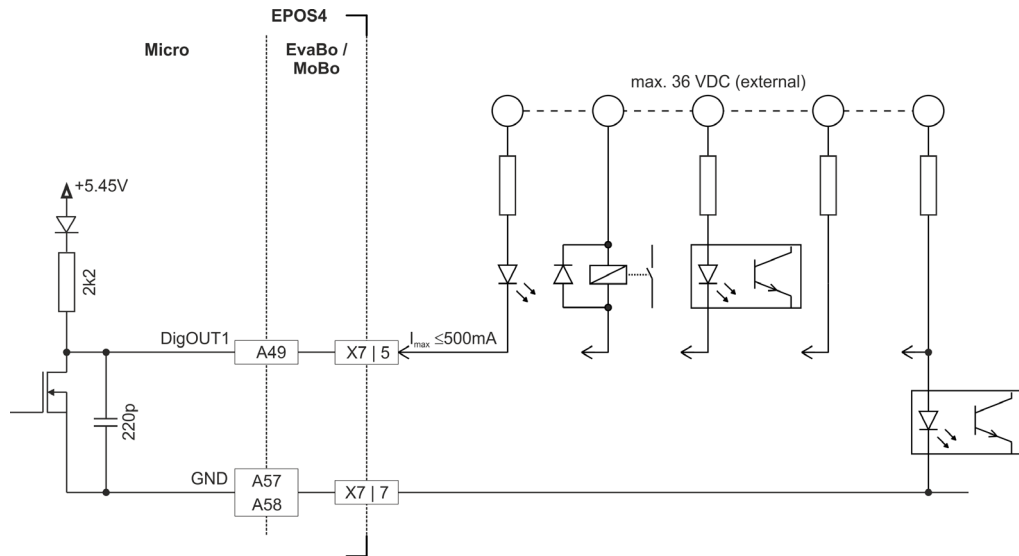 EPOS4
Micro
EvaBo /
MoBo
max. 36 VDC (external)
+5.45V
2k2
DigOUT1
A49
X7 | 5
Imax ≤500mA
220p
GND
A57
A58
X7 | 7